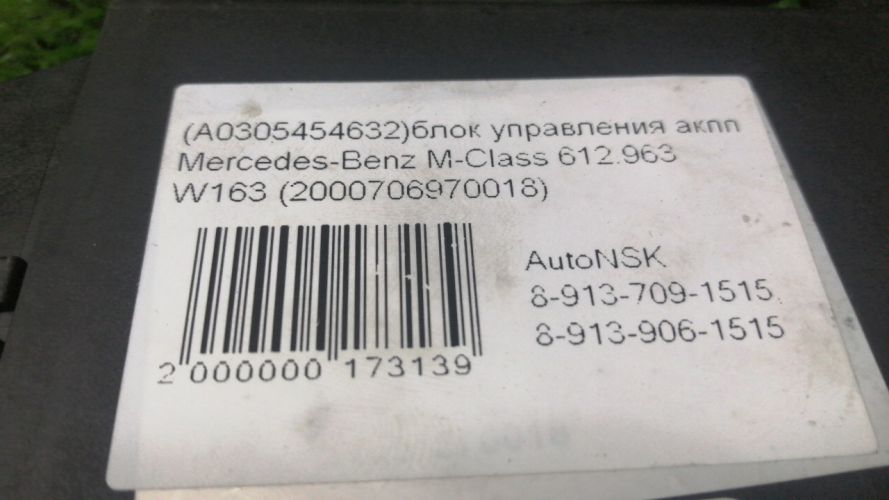 (A0305454632)блок управления акпп
Mercedes-Benz M-Class 612.963
W163 (2000706970018)
AutoNSK
8-913-709-1515
8-913-906-1515
2 000000 173139